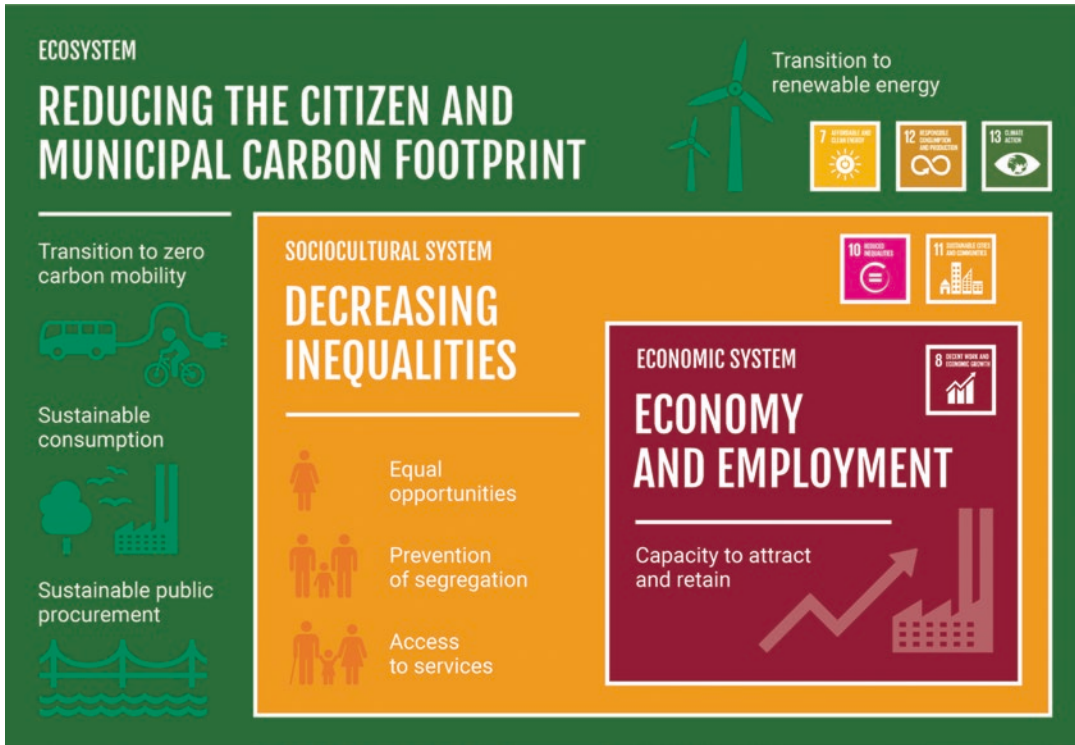 ECOSYSTEM
REDUCING THE CITIZEN AND
MUNICIPAL CARBON FOOTPRINT
Transition to
renewable energy
7 AFFORDABLE AND
CLEAN ENERGY
12 RESPONSIBLE
CONSUMPTION
AND PRODUCTION
13 CLIMATE
ACTION
Transition to zero
carbon mobility
Sustainable
consumption
Sustainable public
procurement
SOCIOCULTURAL SYSTEM
DECREASING
INEQUALITIES
10 REDUCED
INEQUALITIES
11 SUSTAINABLE CITIES
AND COMMUNITIES
Equal
opportunities
Prevention
of segregation
Access
to services
ECONOMIC SYSTEM
8 DECENT WORK AND
ECONOMIC GROWTH
ECONOMY
AND EMPLOYMENT
Capacity to attract
and retain